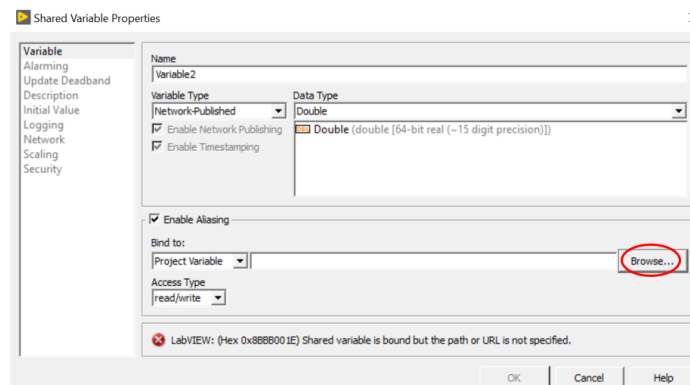 Shared Variable Properties
Variable
Alarming
Update Deadband
Description
Initial Value
Logging
Network
Scaling
Security
Name
Variable2
Variable Type
Data Type
Network-Published
Double
Enable Network Publishing
DBL Double (double [64-bit real (~15 digit precision)])
Enable Timestamping
Enable Aliasing
Bind to:
Project Variable
Browse...
Access Type
read/write
LabVIEW: (Hex 0x8BBB001E) Shared variable is bound but the path or URL is not specified.
OK
Cancel
Help